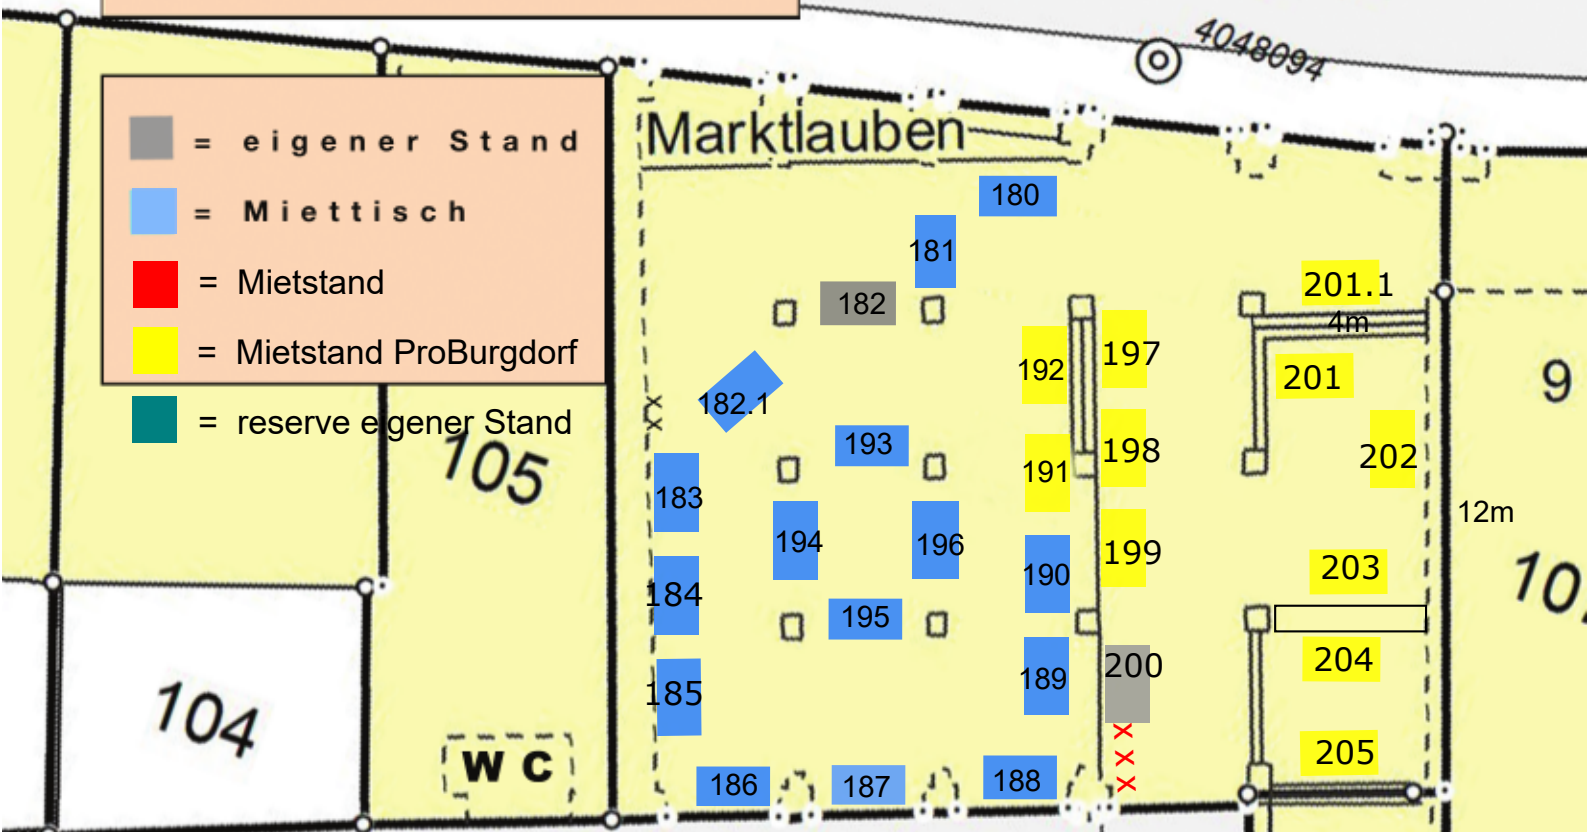 4048094
Marktlauben
= eigener Stand
= Miettisch
= Mietstand
= Mietstand ProBurgdorf
= reserve eigener Stand
180
181
182
201.1
4m
192
197
201
9
182.1
193
191
198
202
183
12m
194
196
190
199
203
184
195
10
105
204
200
189
185
104
W C
x x
x
x
x
205
186
187
188